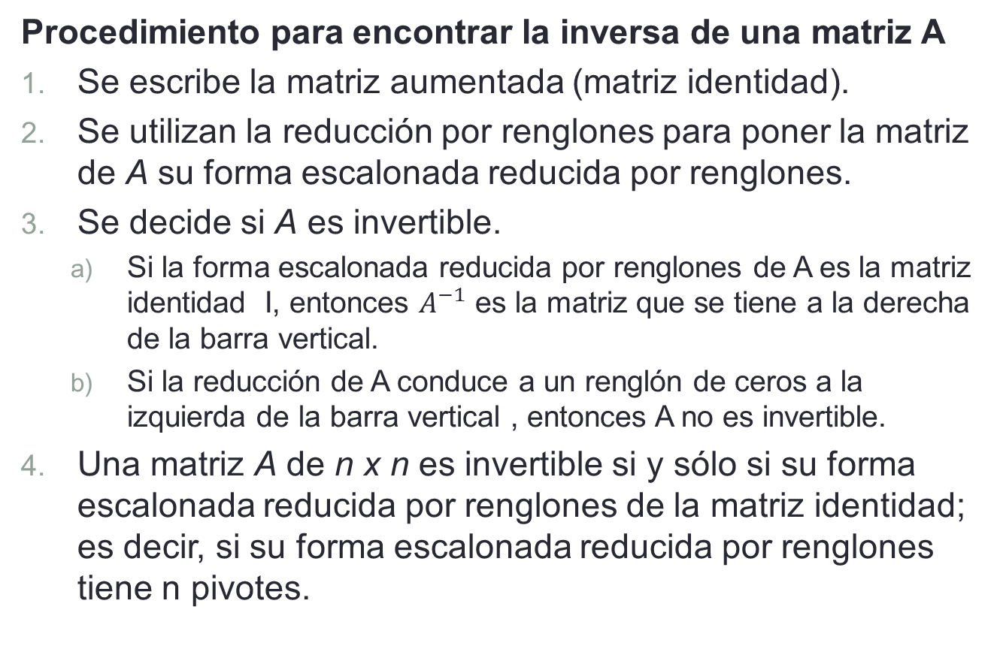 Procedimiento para encontrar la inversa de una matriz A
1. Se escribe la matriz aumentada (matriz identidad).
2. Se utilizan la reducción por renglones para poner la matriz
de A su forma escalonada reducida por renglones.
3. Se decide si A es invertible.
a) Si la forma escalonada reducida por renglones de A es la matriz
identidad I, entonces A⁻¹ es la matriz que se tiene a la derecha
de la barra vertical.
b) Si la reducción de A conduce a un renglón de ceros a la
izquierda de la barra vertical , entonces A no es invertible.
4. Una matriz A de n x n es invertible si y sólo si su forma
escalonada reducida por renglones de la matriz identidad;
es decir, si su forma escalonada reducida por renglones
tiene n pivotes.